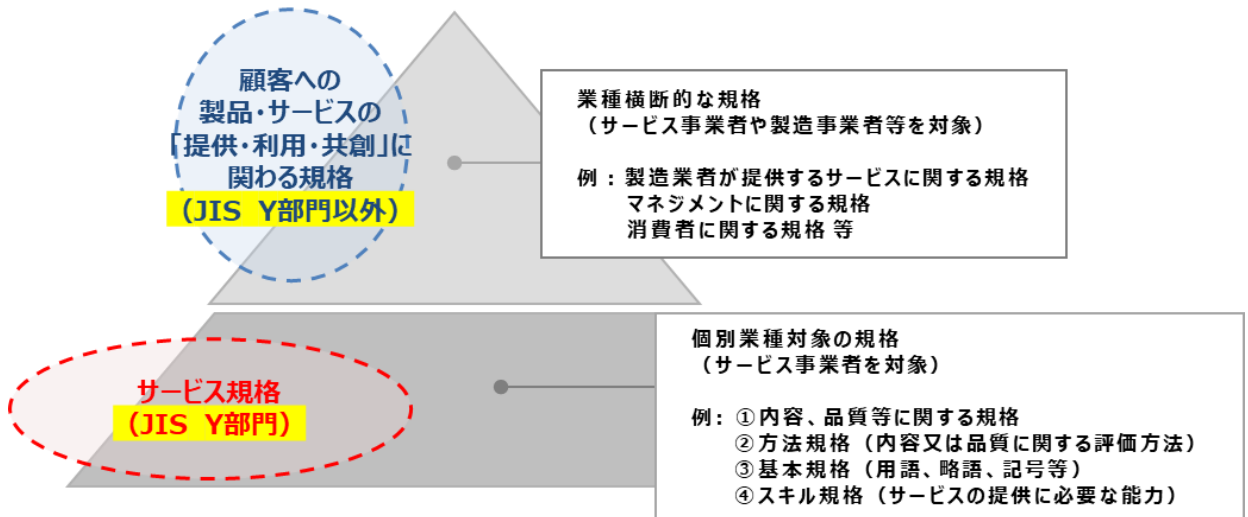 顧客への
製品・サービスの
「提供・利用・共創」に
関わる規格
（JIS Y部門以外）
業種横断的な規格
（サービス事業者や製造事業者等を対象）
例：製造業者が提供するサービスに関する規格
マネジメントに関する規格
消費者に関する規格 等
サービス規格
（JIS Y部門）
個別業種対象の規格
（サービス事業者を対象）
例：①内容、品質等に関する規格
②方法規格（内容又は品質に関する評価方法）
③基本規格（用語、略語、記号等）
④スキル規格（サービスの提供に必要な能力）